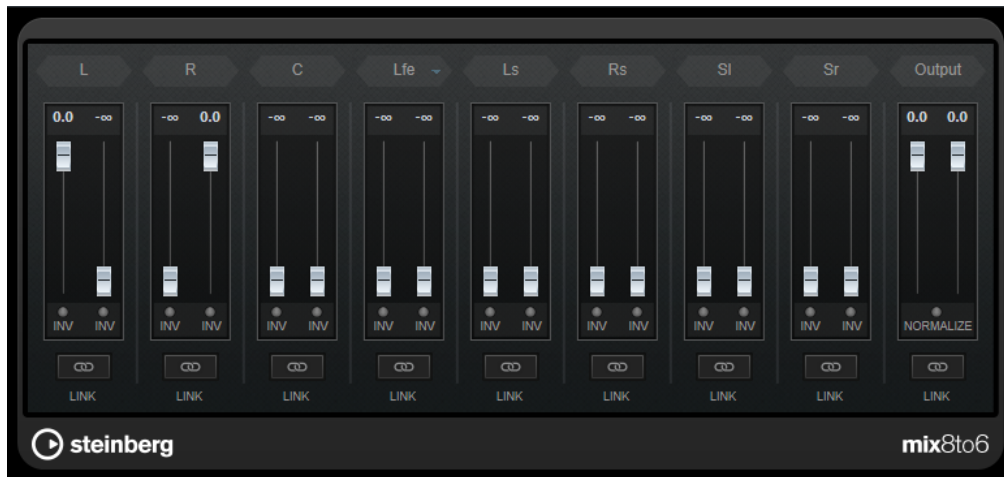 L R C Lfe Ls Rs Sl Sr Output
0.0 -∞ -∞ 0.0 -∞ -∞ -∞ -∞ -∞ -∞ -∞ -∞ -∞ -∞ -∞ -∞ 0.0 0.0
INV INV INV INV INV INV INV INV INV INV INV INV INV INV INV INV NORMALIZE
LINK LINK LINK LINK LINK LINK LINK LINK LINK
steinberg mix8to6